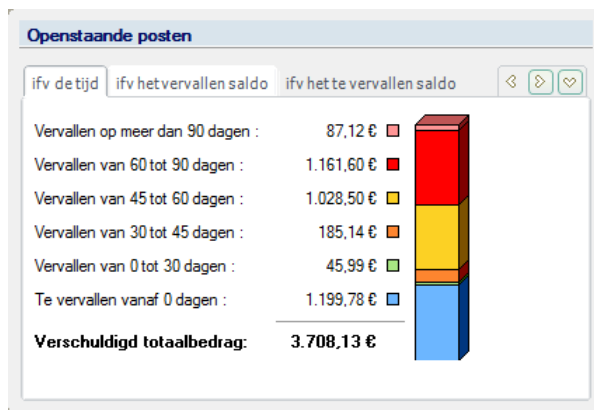 Openstaande posten
ifv de tijd ifv het vervallen saldo ifv het te vervallen saldo
Vervallen op meer dan 90 dagen : 87,12 €
Vervallen van 60 tot 90 dagen : 1.161,60 €
Vervallen van 45 tot 60 dagen : 1.028,50 €
Vervallen van 30 tot 45 dagen : 185,14 €
Vervallen van 0 tot 30 dagen : 45,99 €
Te vervallen vanaf 0 dagen : 1.199,78 €
Verschuldigd totaalbedrag: 3.708,13 €